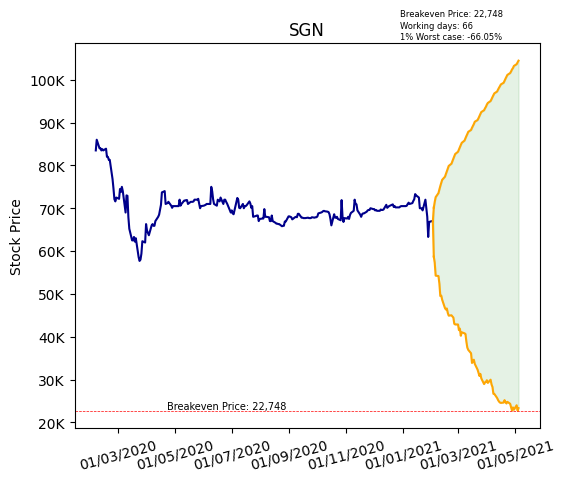 Breakeven Price: 22,748
Working days: 66
1% Worst case: -66.05%
SGN
Stock Price
100K
90K
80K
70K
60K
50K
40K
30K
20K
Breakeven Price: 22,748
01/03/2020 01/05/2020 01/07/2020 01/09/2020 01/11/2020 01/01/2021 01/03/2021 01/05/2021